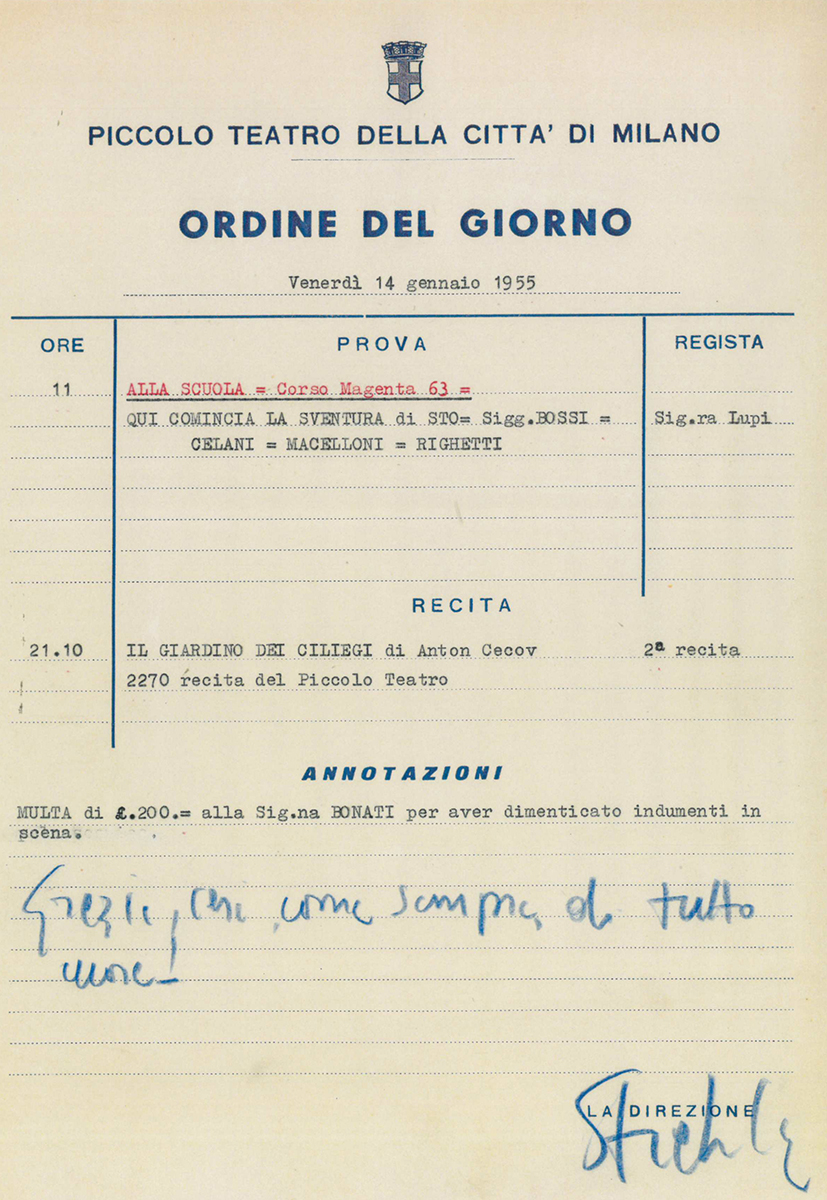 PICCOLO TEATRO DELLA CITTA' DI MILANO
ORDINE DEL GIORNO
Venerdì 14 gennaio 1955
ORE PROVA REGISTA
11 ALLA SCUOLA = Corso Magenta 63 =
QUI COMINCIA LA SVENTURA di STO= Sigg.BOSSI = Sig.ra Lupi
CELANI = MACELLONI = RIGHETTI
RECITA
21.10 IL GIARDINO DEI CILIEGI di Anton Cecov 2ª recita
2270 recita del Piccolo Teatro
ANNOTAZIONI
MULTA di £.200.= alla Sig.na BONATI per aver dimenticato indumenti in
scena.
Grazie, cari, come sempre, di tutto
cuore!
LA DIREZIONE
Strehler